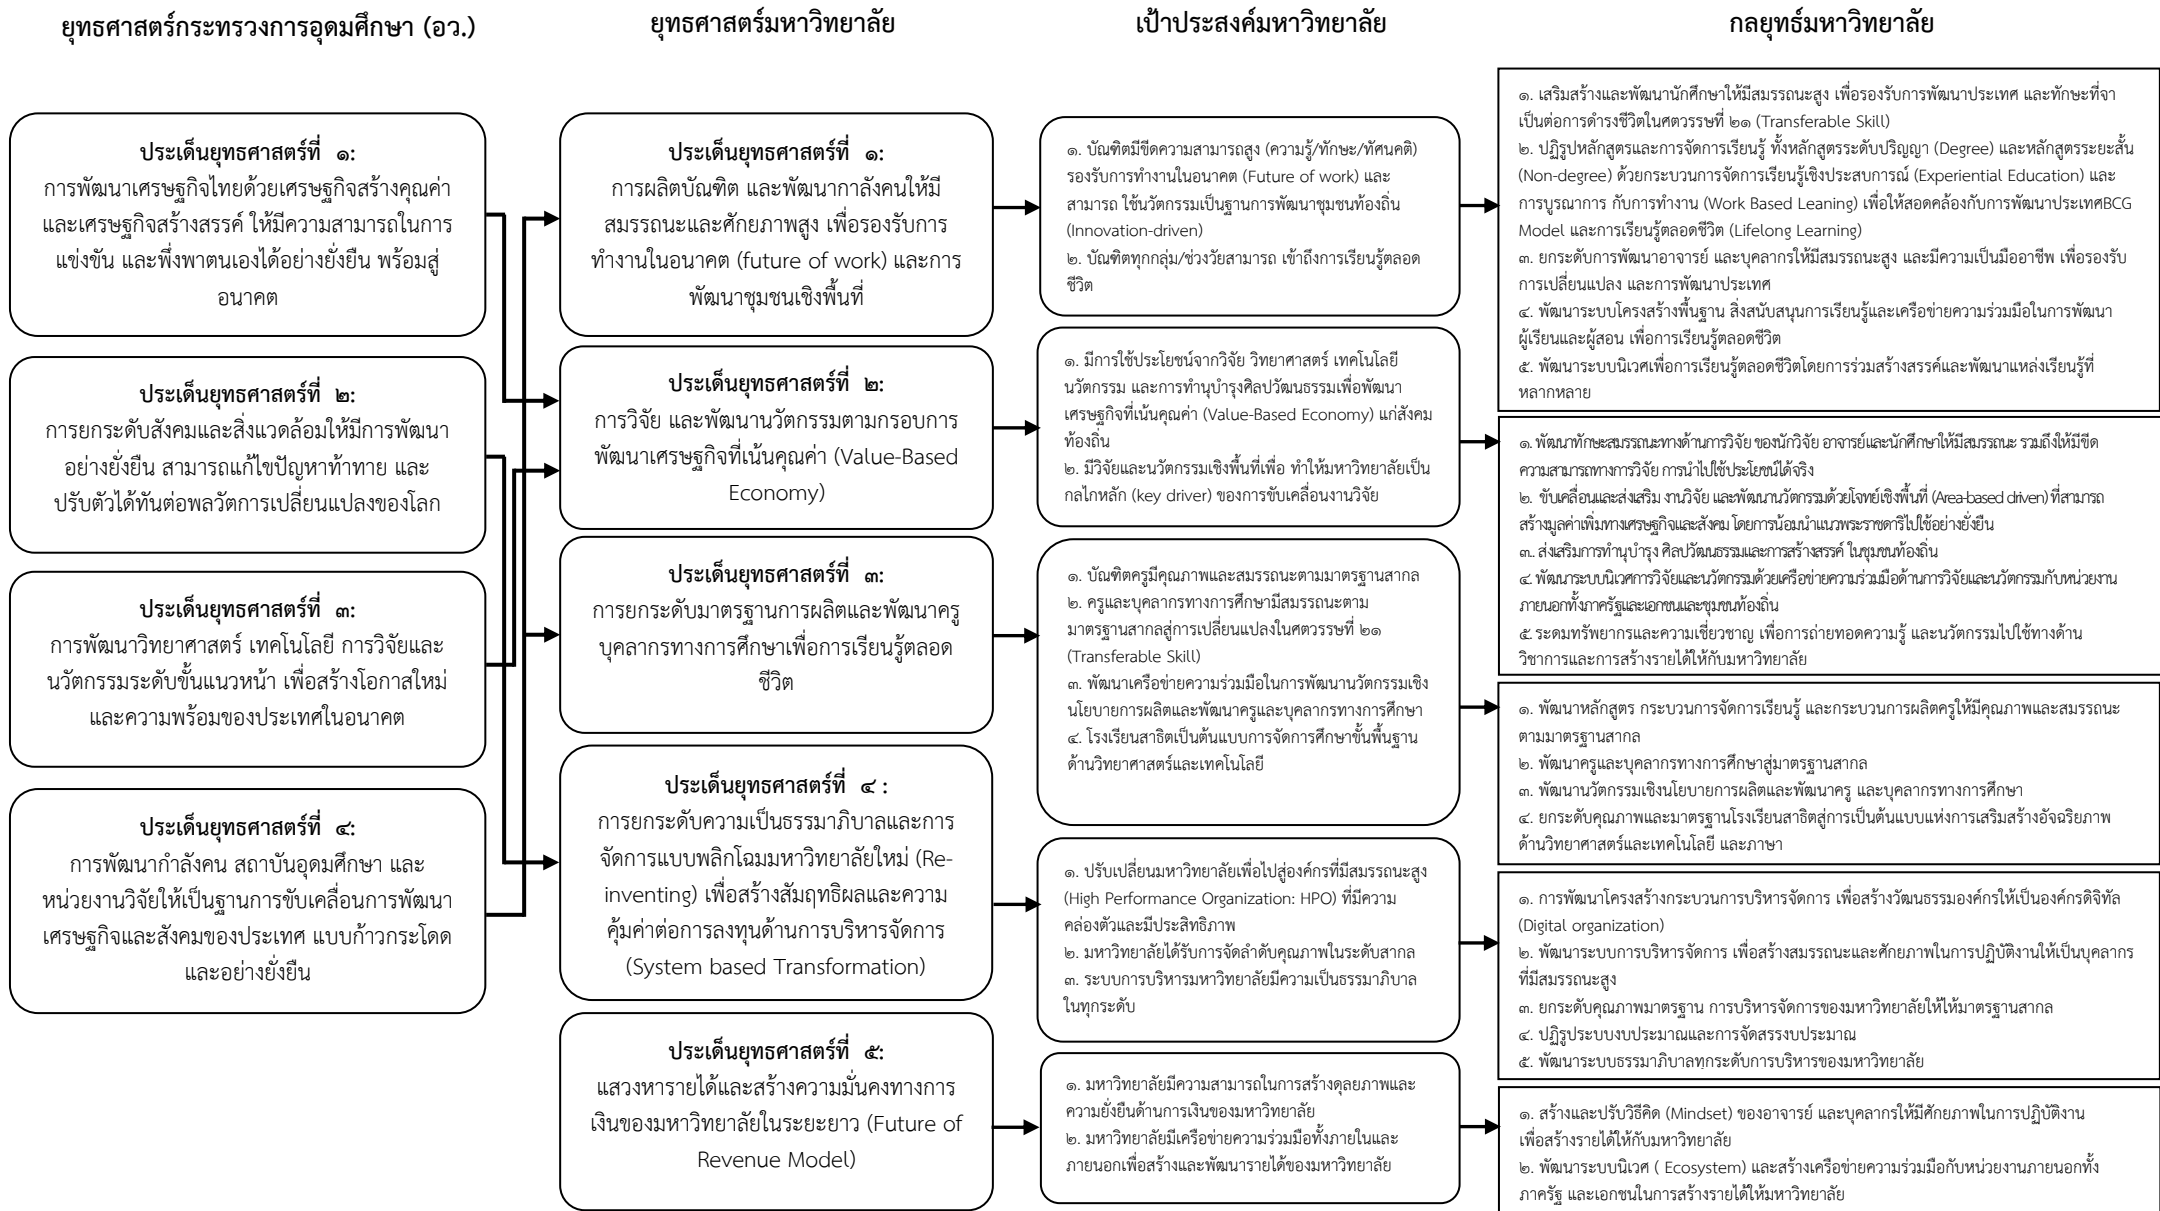 ยุทธศาสตร์กระทรวงการอุดมศึกษา (อว.)
ยุทธศาสตร์มหาวิทยาลัย
เป้าประสงค์มหาวิทยาลัย
กลยุทธ์มหาวิทยาลัย
ประเด็นยุทธศาสตร์ที่ ๑:
การพัฒนาเศรษฐกิจไทยด้วยเศรษฐกิจสร้างคุณค่า
และเศรษฐกิจสร้างสรรค์ ให้มีความสามารถในการ
แข่งขัน และพึ่งพาตนเองได้อย่างยั่งยืน พร้อมสู่
อนาคต
ประเด็นยุทธศาสตร์ที่ ๒:
การยกระดับสังคมและสิ่งแวดล้อมให้มีการพัฒนา
อย่างยั่งยืน สามารถแก้ไขปัญหาท้าทาย และ
ปรับตัวได้ทันต่อพลวัตการเปลี่ยนแปลงของโลก
ประเด็นยุทธศาสตร์ที่ ๓:
การพัฒนาวิทยาศาสตร์ เทคโนโลยี การวิจัยและ
นวัตกรรมระดับขั้นแนวหน้า เพื่อสร้างโอกาสใหม่
และความพร้อมของประเทศในอนาคต
ประเด็นยุทธศาสตร์ที่ ๔:
การพัฒนากำลังคน สถาบันอุดมศึกษา และ
หน่วยงานวิจัยให้เป็นฐานการขับเคลื่อนการพัฒนา
เศรษฐกิจและสังคมของประเทศ แบบก้าวกระโดด
และอย่างยั่งยืน
ประเด็นยุทธศาสตร์ที่ ๑:
การผลิตบัณฑิต และพัฒนากาลังคนให้มี
สมรรถนะและศักยภาพสูง เพื่อรองรับการ
ทำงานในอนาคต (future of work) และการ
พัฒนาชุมชนเชิงพื้นที่
ประเด็นยุทธศาสตร์ที่ ๒:
การวิจัย และพัฒนานวัตกรรมตามกรอบการ
พัฒนาเศรษฐกิจที่เน้นคุณค่า (Value-Based
Economy)
ประเด็นยุทธศาสตร์ที่ ๓:
การยกระดับมาตรฐานการผลิตและพัฒนาครู
บุคลากรทางการศึกษาเพื่อการเรียนรู้ตลอด
ชีวิต
ประเด็นยุทธศาสตร์ที่ ๔ :
การยกระดับความเป็นธรรมาภิบาลและการ
จัดการแบบพลิกโฉมมหาวิทยาลัยใหม่ (Re-
inventing) เพื่อสร้างสัมฤทธิผลและความ
คุ้มค่าต่อการลงทุนด้านการบริหารจัดการ
(System based Transformation)
ประเด็นยุทธศาสตร์ที่ ๕:
แสวงหารายได้และสร้างความมั่นคงทางการ
เงินของมหาวิทยาลัยในระยะยาว (Future of
Revenue Model)
๑. บัณฑิตมีขีดความสามารถสูง (ความรู้/ทักษะ/ทัศนคติ)
รองรับการทำงานในอนาคต (Future of work) และ
สามารถ ใช้นวัตกรรมเป็นฐานการพัฒนาชุมชนท้องถิ่น
(Innovation-driven)
๒. บัณฑิตทุกกลุ่ม/ช่วงวัยสามารถ เข้าถึงการเรียนรู้ตลอด
ชีวิต
๑. มีการใช้ประโยชน์จากวิจัย วิทยาศาสตร์ เทคโนโลยี
นวัตกรรม และการทำนุบำรุงศิลปวัฒนธรรมเพื่อพัฒนา
เศรษฐกิจที่เน้นคุณค่า (Value-Based Economy) แก่สังคม
ท้องถิ่น
๒. มีวิจัยและนวัตกรรมเชิงพื้นที่เพื่อ ทำให้มหาวิทยาลัยเป็น
กลไกหลัก (key driver) ของการขับเคลื่อนงานวิจัย
๑. บัณฑิตครูมีคุณภาพและสมรรถนะตามมาตรฐานสากล
๒. ครูและบุคลากรทางการศึกษามีสมรรถนะตาม
มาตรฐานสากลสู่การเปลี่ยนแปลงในศตวรรษที่ ๒๑
(Transferable Skill)
๓. พัฒนาเครือข่ายความร่วมมือในการพัฒนานวัตกรรมเชิง
นโยบายการผลิตและพัฒนาครูและบุคลากรทางการศึกษา
๔. โรงเรียนสาธิตเป็นต้นแบบการจัดการศึกษาขั้นพื้นฐาน
ด้านวิทยาศาสตร์และเทคโนโลยี
๑. ปรับเปลี่ยนมหาวิทยาลัยเพื่อไปสู่องค์กรที่มีสมรรถนะสูง
(High Performance Organization: HPO) ที่มีความ
คล่องตัวและมีประสิทธิภาพ
๒. มหาวิทยาลัยได้รับการจัดลำดับคุณภาพในระดับสากล
๓. ระบบการบริหารมหาวิทยาลัยมีความเป็นธรรมาภิบาล
ในทุกระดับ
๑. มหาวิทยาลัยมีความสามารถในการสร้างดุลยภาพและ
ความยั่งยืนด้านการเงินของมหาวิทยาลัย
๒. มหาวิทยาลัยมีเครือข่ายความร่วมมือทั้งภายในและ
ภายนอกเพื่อสร้างและพัฒนารายได้ของมหาวิทยาลัย
๑. เสริมสร้างและพัฒนานักศึกษาให้มีสมรรถนะสูง เพื่อรองรับการพัฒนาประเทศ และทักษะที่จา
เป็นต่อการดำรงชีวิตในศตวรรษที่ ๒๑ (Transferable Skill)
๒. ปฏิรูปหลักสูตรและการจัดการเรียนรู้ ทั้งหลักสูตรระดับปริญญา (Degree) และหลักสูตรระยะสั้น
(Non-degree) ด้วยกระบวนการจัดการเรียนรู้เชิงประสบการณ์ (Experiential Education) และ
การบูรณาการ กับการทำงาน (Work Based Leaning) เพื่อให้สอดคล้องกับการพัฒนาประเทศBCG
Model และการเรียนรู้ตลอดชีวิต (Lifelong Learning)
๓. ยกระดับการพัฒนาอาจารย์ และบุคลากรให้มีสมรรถนะสูง และมีความเป็นมืออาชีพ เพื่อรองรับ
การเปลี่ยนแปลง และการพัฒนาประเทศ
๔. พัฒนาระบบโครงสร้างพื้นฐาน สิ่งสนับสนุนการเรียนรู้และเครือข่ายความร่วมมือในการพัฒนา
ผู้เรียนและผู้สอน เพื่อการเรียนรู้ตลอดชีวิต
๕. พัฒนาระบบนิเวศเพื่อการเรียนรู้ตลอดชีวิตโดยการร่วมสร้างสรรค์และพัฒนาแหล่งเรียนรู้ที่
หลากหลาย
๑. พัฒนาทักษะสมรรถนะทางด้านการวิจัย ของนักวิจัย อาจารย์และนักศึกษาให้มีสมรรถนะ รวมถึงให้มีขีด
ความสามารถทางการวิจัย การนำไปใช้ประโยชน์ได้จริง
๒. ขับเคลื่อนและส่งเสริม งานวิจัย และพัฒนานวัตกรรมด้วยโจทย์เชิงพื้นที่ (Area-based driven) ที่สามารถ
สร้างมูลค่าเพิ่มทางเศรษฐกิจและสังคม โดยการน้อมนำแนวพระราชดาริไปใช้อย่างยั่งยืน
๓.. ส่งเสริมการทำนุบำรุง ศิลปวัฒนธรรมและการสร้างสรรค์ ในชุมชนท้องถิ่น
๔. พัฒนาระบบนิเวศการวิจัยและนวัตกรรมด้วยเครือข่ายความร่วมมือด้านการวิจัยและนวัตกรรมกับหน่วยงาน
ภายนอกทั้งภาครัฐและเอกชนและชุมชนท้องถิ่น
๕. ระดมทรัพยากรและความเชี่ยวชาญ เพื่อการถ่ายทอดความรู้ และนวัตกรรมไปใช้ทางด้าน
วิชาการและการสร้างรายได้ให้กับมหาวิทยาลัย
๑. พัฒนาหลักสูตร กระบวนการจัดการเรียนรู้ และกระบวนการผลิตครูให้มีคุณภาพและสมรรถนะ
ตามมาตรฐานสากล
๒. พัฒนาครูและบุคลากรทางการศึกษาสู่มาตรฐานสากล
๓. พัฒนานวัตกรรมเชิงนโยบายการผลิตและพัฒนาครู และบุคลากรทางการศึกษา
๔. ยกระดับคุณภาพและมาตรฐานโรงเรียนสาธิตสู่การเป็นต้นแบบแห่งการเสริมสร้างอัจฉริยภาพ
ด้านวิทยาศาสตร์และเทคโนโลยี และภาษา
๑. การพัฒนาโครงสร้างกระบวนการบริหารจัดการ เพื่อสร้างวัฒนธรรมองค์กรให้เป็นองค์กรดิจิทัล
(Digital organization)
๒. พัฒนาระบบการบริหารจัดการ เพื่อสร้างสมรรถนะและศักยภาพในการปฏิบัติงานให้เป็นบุคลากร
ที่มีสมรรถนะสูง
๓. ยกระดับคุณภาพมาตรฐาน การบริหารจัดการของมหาวิทยาลัยให้ให้มาตรฐานสากล
๔. ปฏิรูประบบงบประมาณและการจัดสรรงบประมาณ
๕. พัฒนาระบบธรรมาภิบาลทุกระดับการบริหารของมหาวิทยาลัย
๑. สร้างและปรับวิธีคิด (Mindset) ของอาจารย์ และบุคลากรให้มีศักยภาพในการปฏิบัติงาน
เพื่อสร้างรายได้ให้กับมหาวิทยาลัย
๒. พัฒนาระบบนิเวศ ( Ecosystem) และสร้างเครือข่ายความร่วมมือกับหน่วยงานภายนอกทั้ง
ภาครัฐ และเอกชนในการสร้างรายได้ให้มหาวิทยาลัย